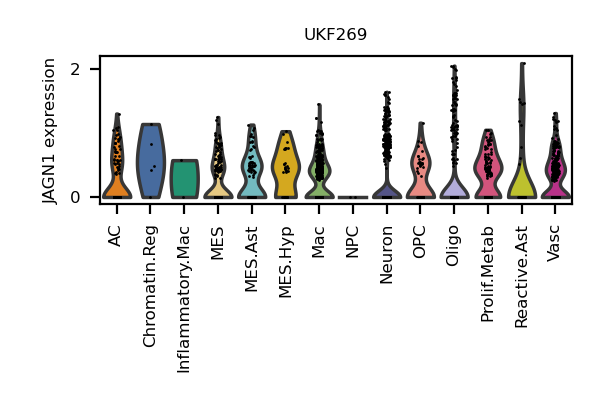 UKF269
JAGN1 expression
2
0
AC
Chromatin.Reg
Inflammatory.Mac
MES
MES.Ast
MES.Hyp
Mac
NPC
Neuron
OPC
Oligo
Prolif.Metab
Reactive.Ast
Vasc